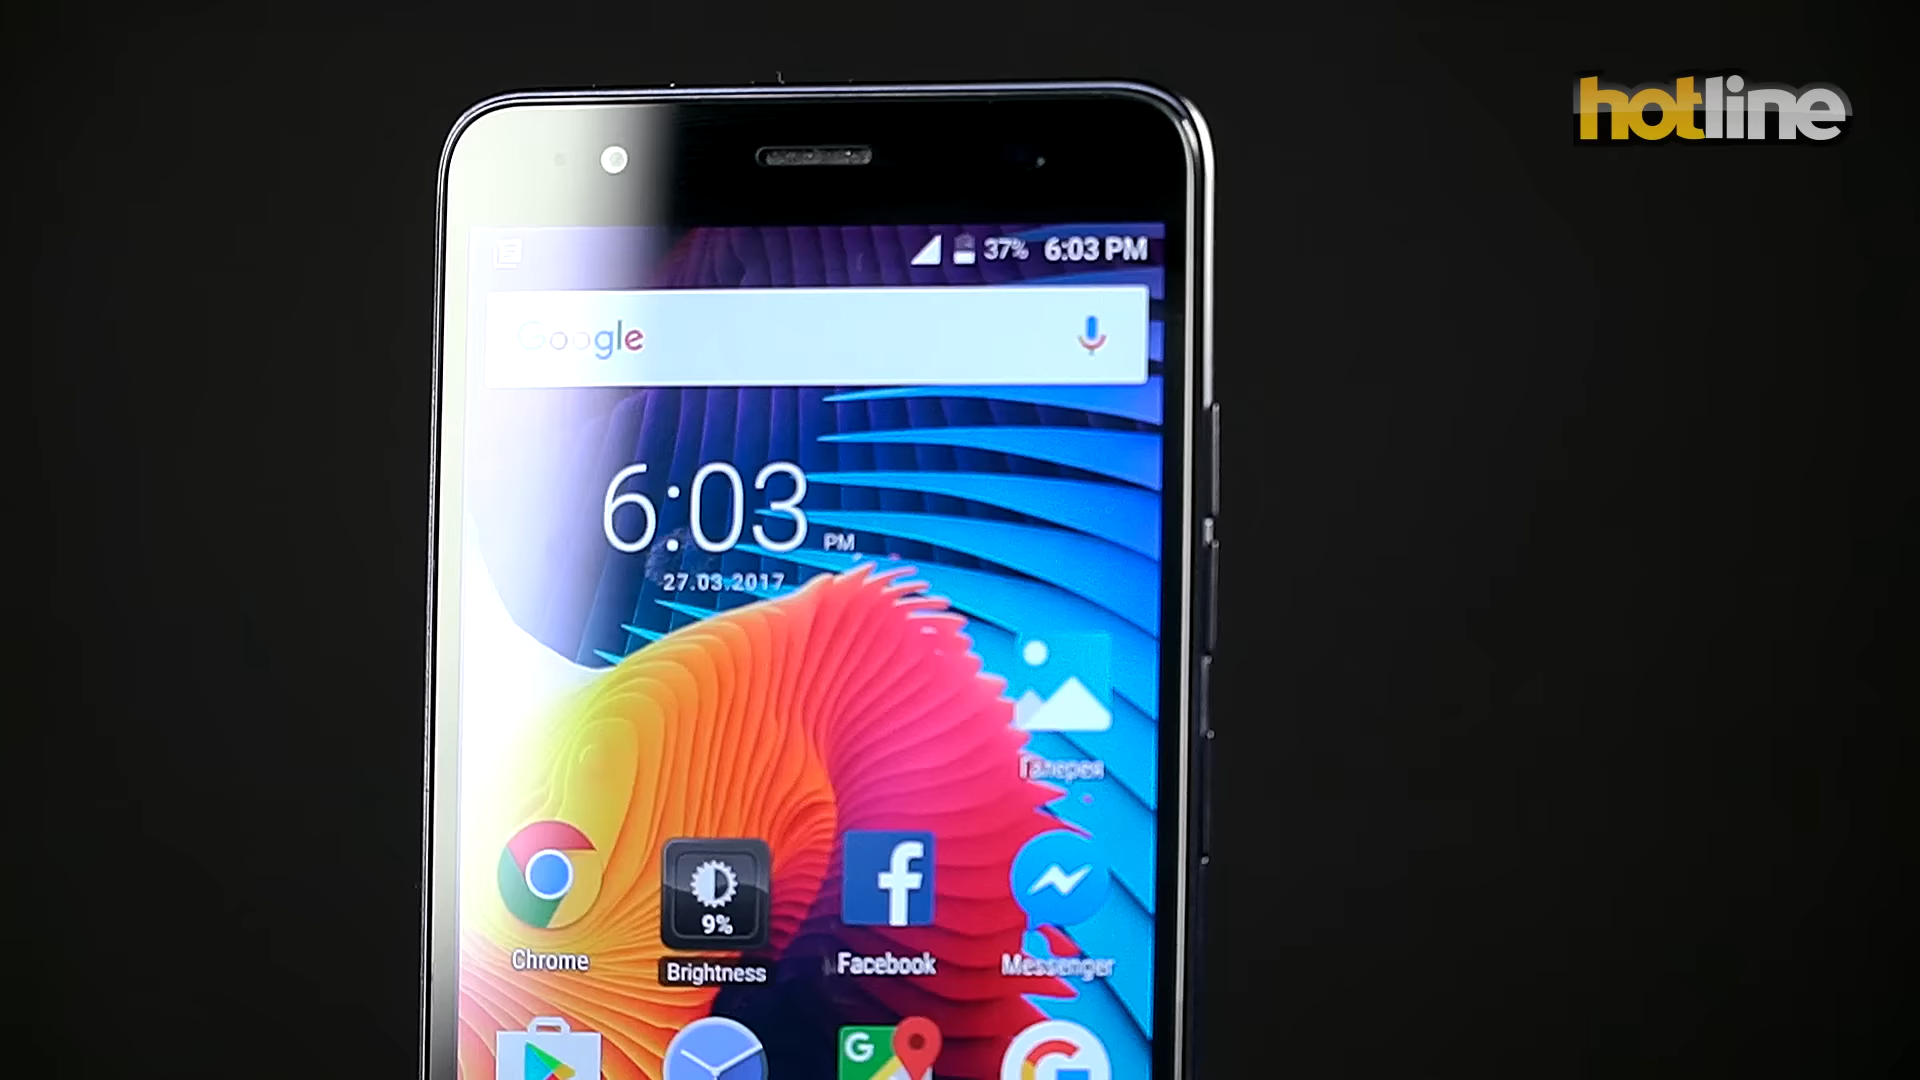 hotline
37% 6:03 PM
Google
6:03 PM
27.03.2017
Галерея
9%
Chrome
Brightness
Facebook
Messenger
G